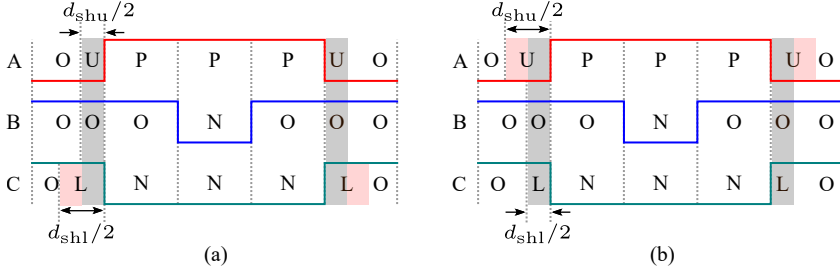 d_shu/2
A O U P P P U O
B O O O N O O O
C O L N N N L O
d_shl/2
(a)
d_shu/2
A O U P P P U O
B O O O N O O O
C O L N N N L O
d_shl/2
(b)